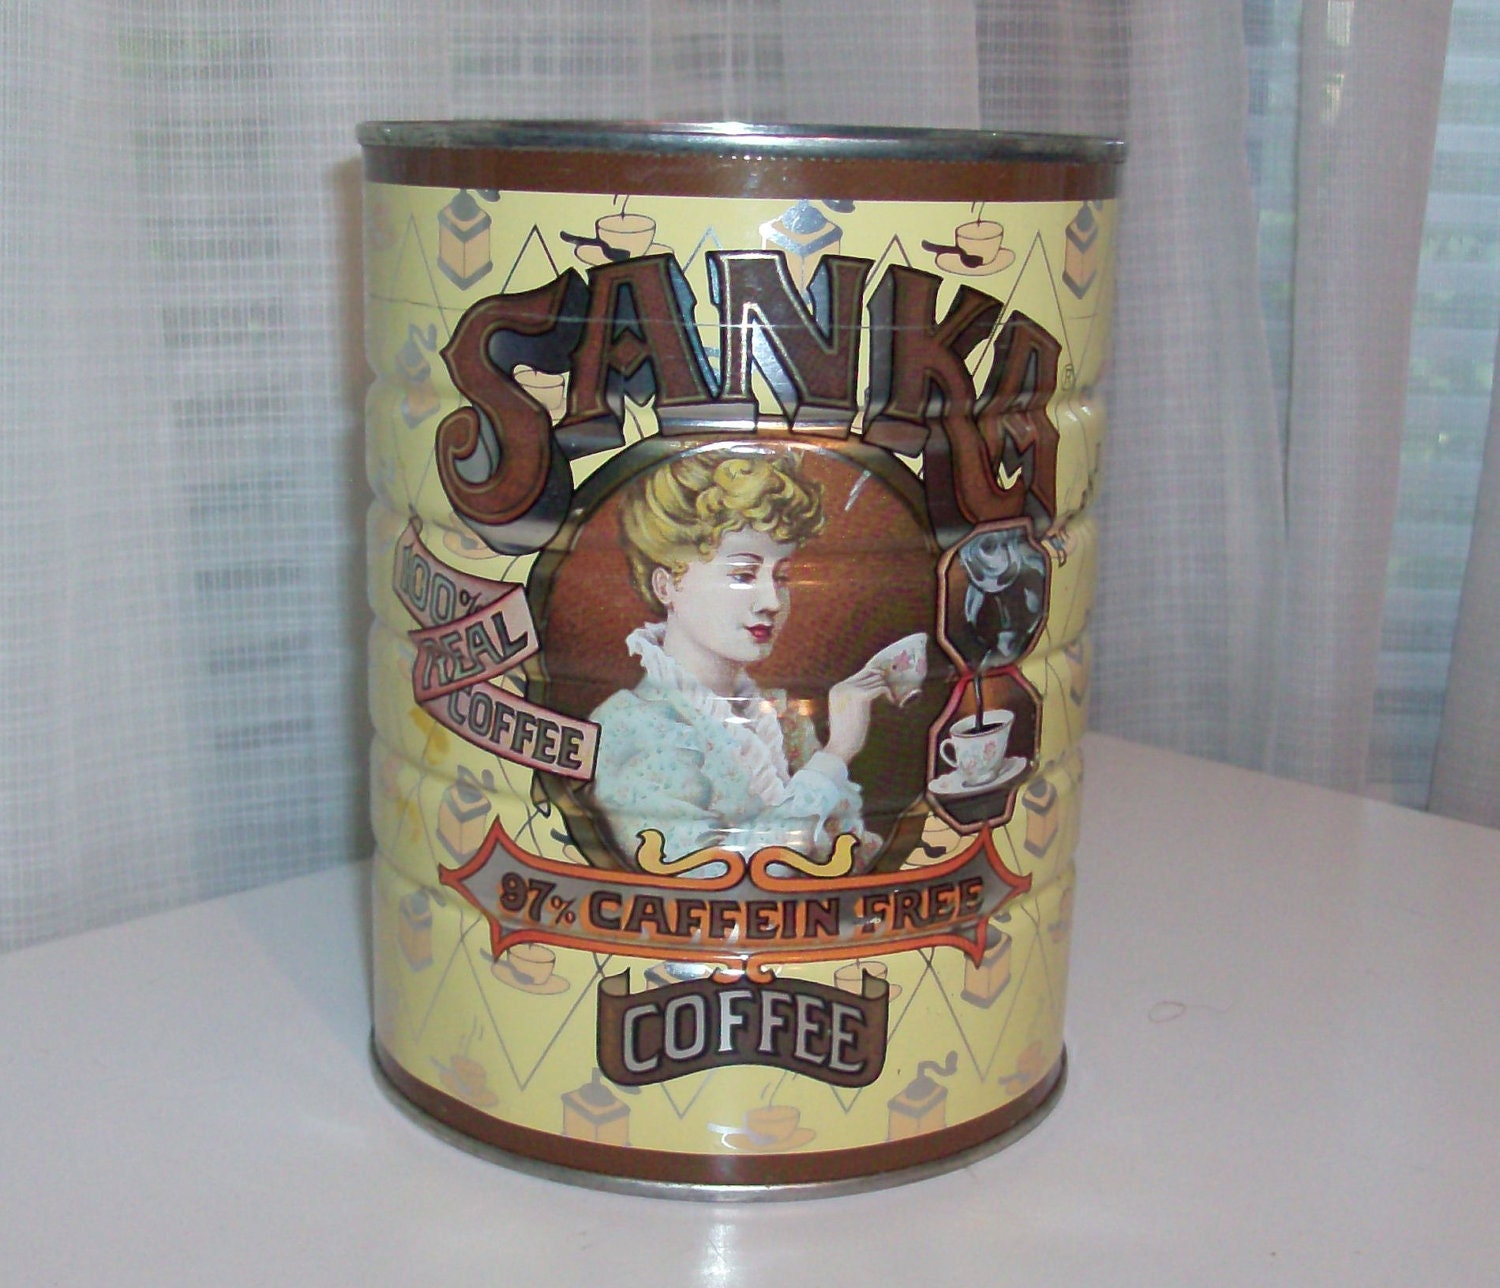 SANKA ®
100%
REAL
COFFEE
97% CAFFEIN FREE
COFFEE